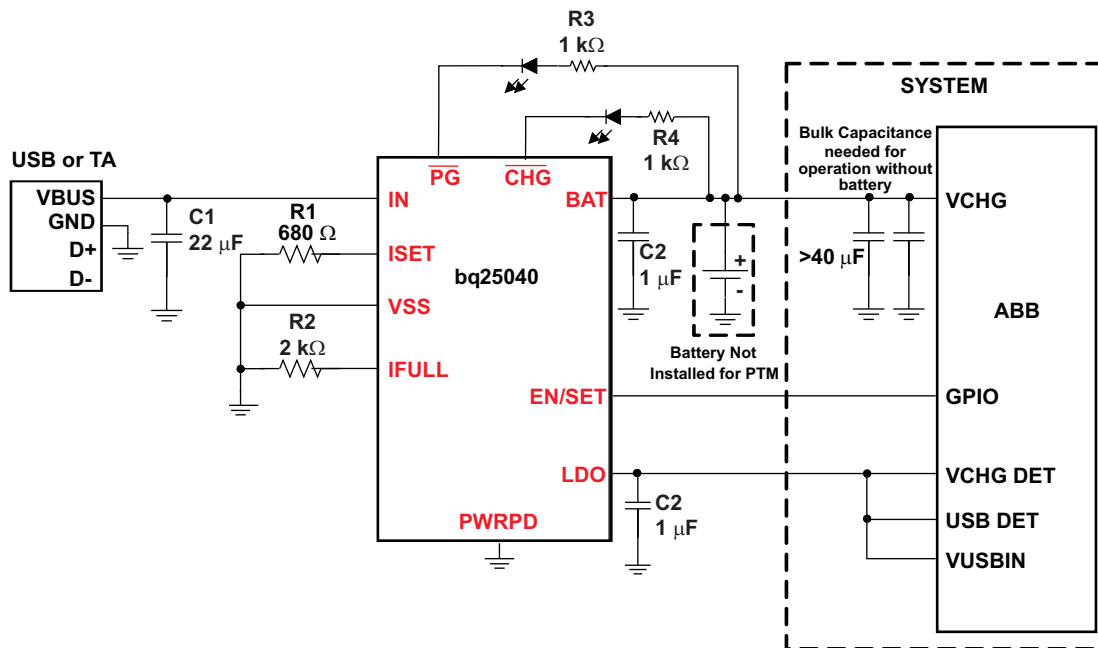 R3
1 kΩ
R4
1 kΩ
SYSTEM
Bulk Capacitance
needed for
operation without
battery
USB or TA
VBUS
GND
D+
D-
C1
22 μF
R1
680 Ω
R2
2 kΩ
PG
CHG
IN
ISET
VSS
IFULL
bq25040
BAT
EN/SET
LDO
PWRPD
C2
1 μF
+
-
Battery Not
Installed for PTM
C2
1 μF
>40 μF
VCHG
ABB
GPIO
VCHG DET
USB DET
VUSBIN